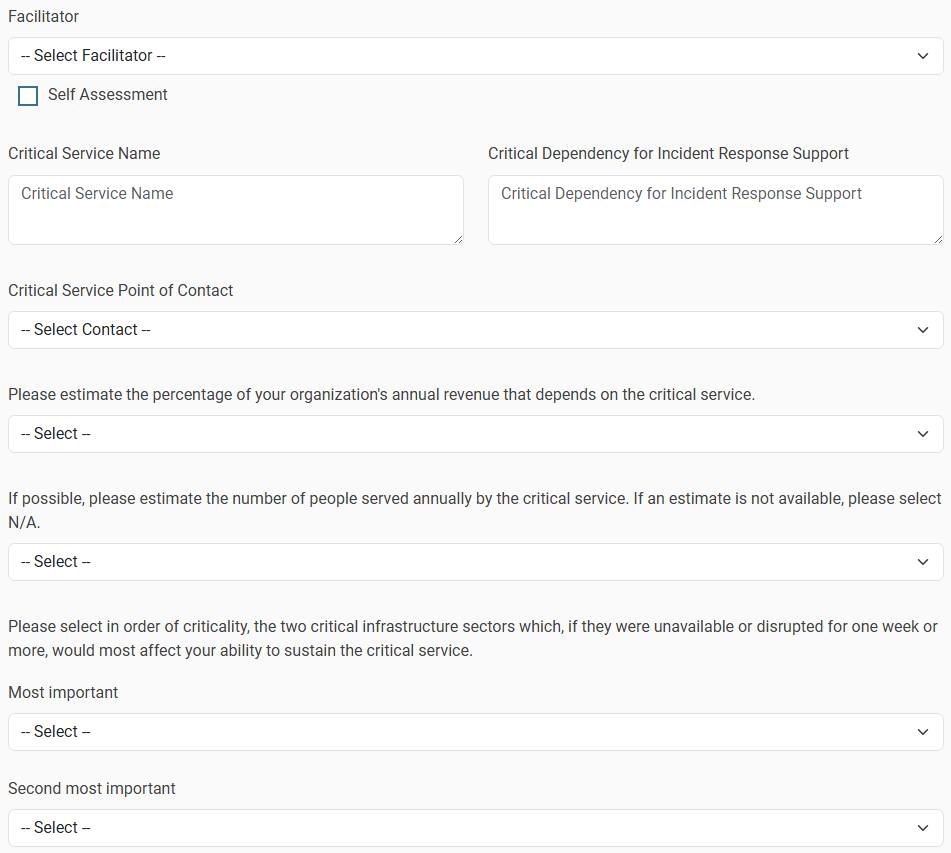 Facilitator
-- Select Facilitator --
Self Assessment
Critical Service Name
Critical Dependency for Incident Response Support
Critical Service Name
Critical Dependency for Incident Response Support
Critical Service Point of Contact
-- Select Contact --
Please estimate the percentage of your organization's annual revenue that depends on the critical service.
-- Select --
If possible, please estimate the number of people served annually by the critical service. If an estimate is not available, please select
N/A.
-- Select --
Please select in order of criticality, the two critical infrastructure sectors which, if they were unavailable or disrupted for one week or
more, would most affect your ability to sustain the critical service.
Most important
-- Select --
Second most important
-- Select --